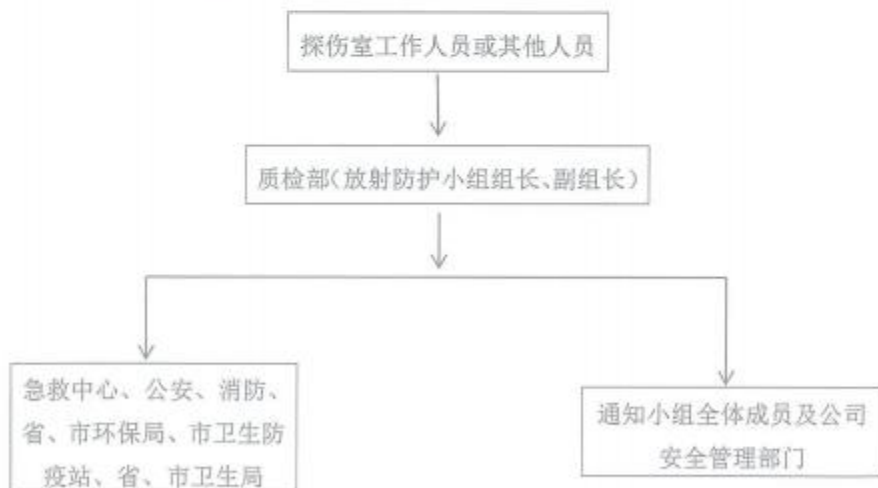 探伤室工作人员或其他人员
质检部（放射防护小组组长、副组长）
急救中心、公安、消防、
省、市环保局、市卫生防
疫站、省、市卫生局
通知小组全体成员及公司
安全管理部门